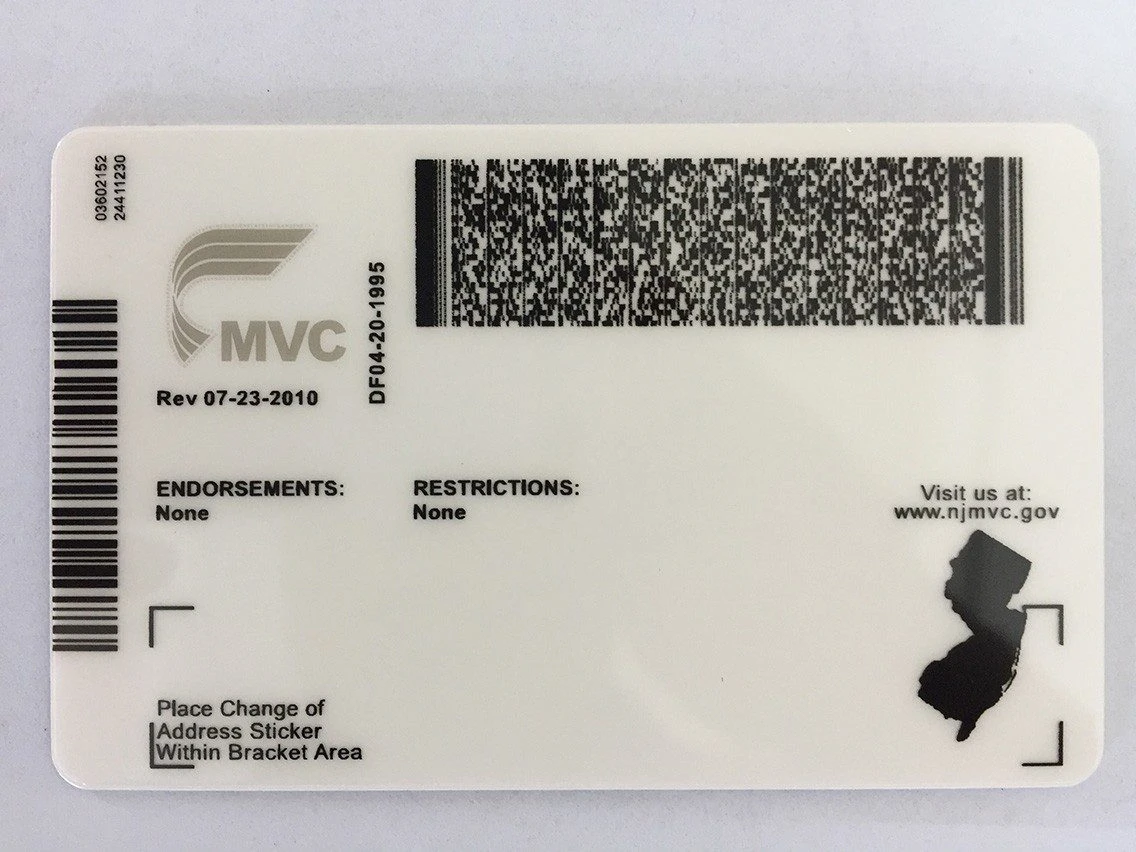 03602152
24411230
MVC
DF04-20-1995
Rev 07-23-2010
ENDORSEMENTS:
None
RESTRICTIONS:
None
Visit us at:
www.njmvc.gov
Place Change of
Address Sticker
Within Bracket Area